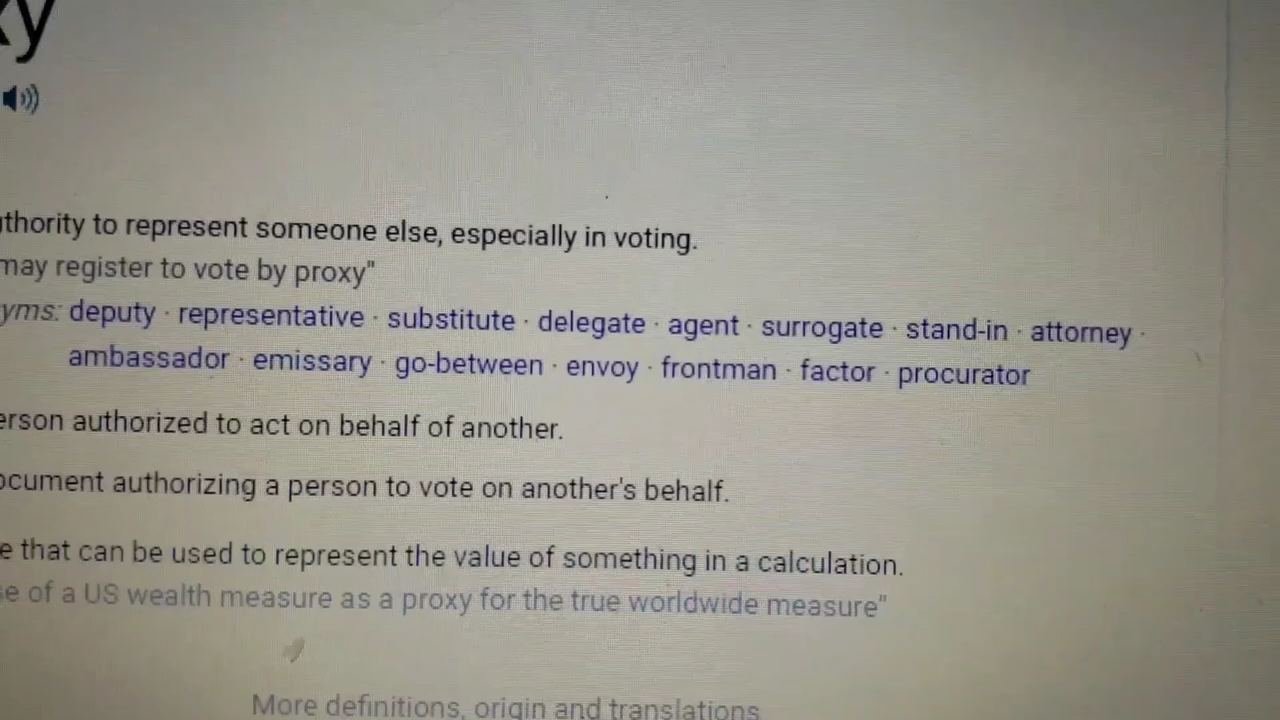 xy
thority to represent someone else, especially in voting.
may register to vote by proxy"
yms: deputy · representative · substitute · delegate · agent · surrogate · stand-in · attorney ·
ambassador · emissary · go-between · envoy · frontman · factor · procurator
erson authorized to act on behalf of another.
ocument authorizing a person to vote on another's behalf.
e that can be used to represent the value of something in a calculation.
se of a US wealth measure as a proxy for the true worldwide measure"
More definitions, origin and translations